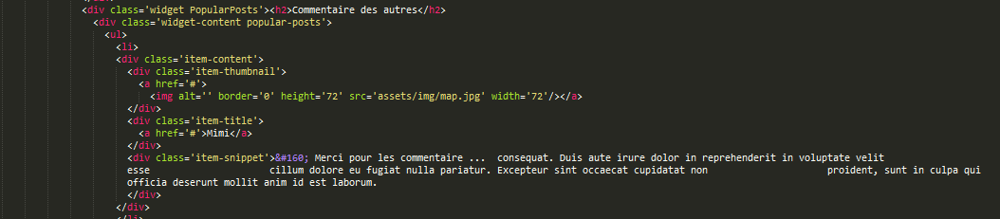 <div class='widget PopularPosts'><h2>Commentaire des autres</h2>
<div class='widget-content popular-posts'>
<ul>
<li>
<div class='item-content'>
<div class='item-thumbnail'>
<a href='#'>
<img alt='' border='0' height='72' src='assets/img/map.jpg' width='72'/></a>
</div>
<div class='item-title'>
<a href='#'>Mimi</a>
</div>
<div class='item-snippet'>&#160; Merci pour les commentaire ...  consequat. Duis aute irure dolor in reprehenderit in voluptate velit
esse          cillum dolore eu fugiat nulla pariatur. Excepteur sint occaecat cupidatat non          proident, sunt in culpa qui
officia deserunt mollit anim id est laborum.
</div>
</div>